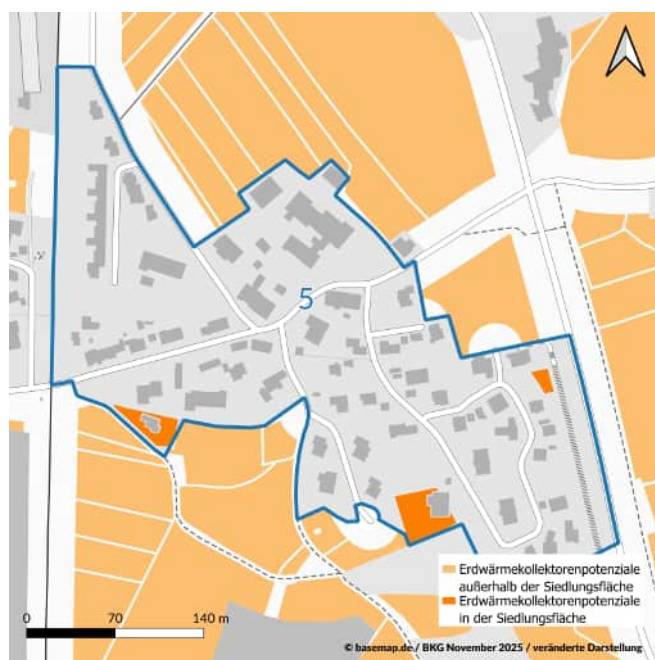 5
Erdwärmekollektorenpotenziale
außerhalb der Siedlungsfläche
Erdwärmekollektorenpotenziale
in der Siedlungsfläche
0 70 140 m
© basemap.de / BKG November 2025 / veränderte Darstellung